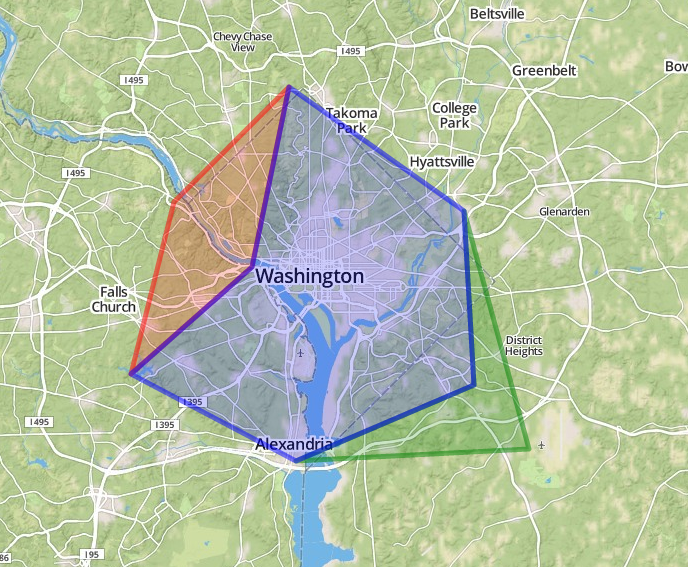 Beltsville
Chevy Chase
View
I 495
Greenbelt
Bow
I 495
College
Park
Takoma
Park
Hyattsville
I 495
Glenarden
Washington
Falls
Church
District
Heights
I 395
I 495
I 395
Alexandria
I 95
86